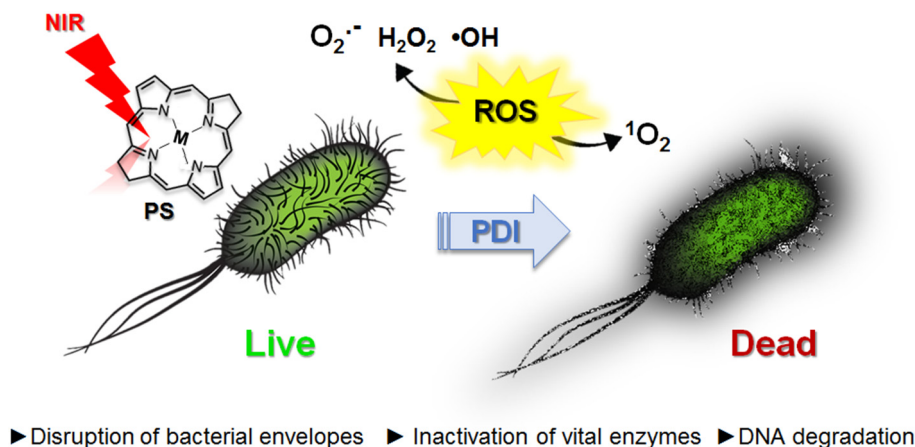 NIR
O₂·⁻ H₂O₂ •OH
ROS
¹O₂
N
M
N
N
N
PS
PDI
Live
Dead
►Disruption of bacterial envelopes ► Inactivation of vital enzymes ►DNA degradation